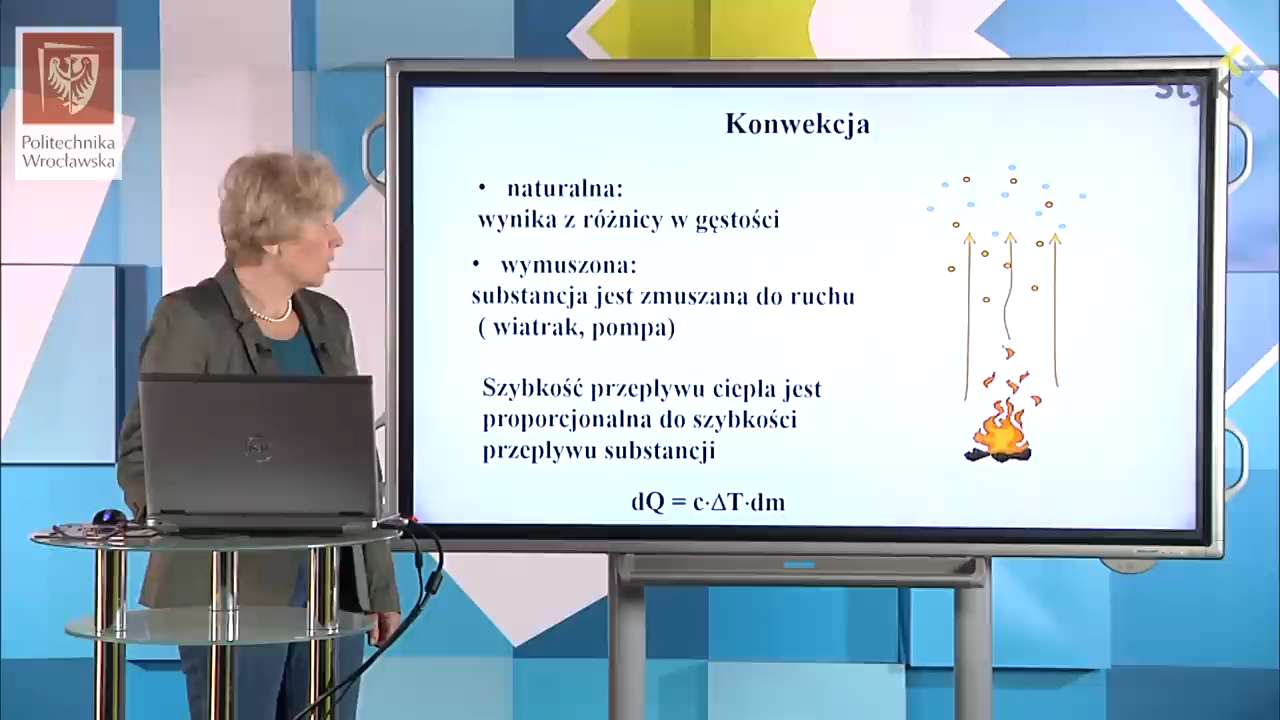 Politechnika
Wrocławska
styk
Konwekcja
• naturalna:
wynika z różnicy w gęstości
• wymuszona:
substancja jest zmuszana do ruchu
( wiatrak, pompa)
Szybkość przepływu ciepła jest
proporcjonalna do szybkości
przepływu substancji
dQ = c·ΔT·dm